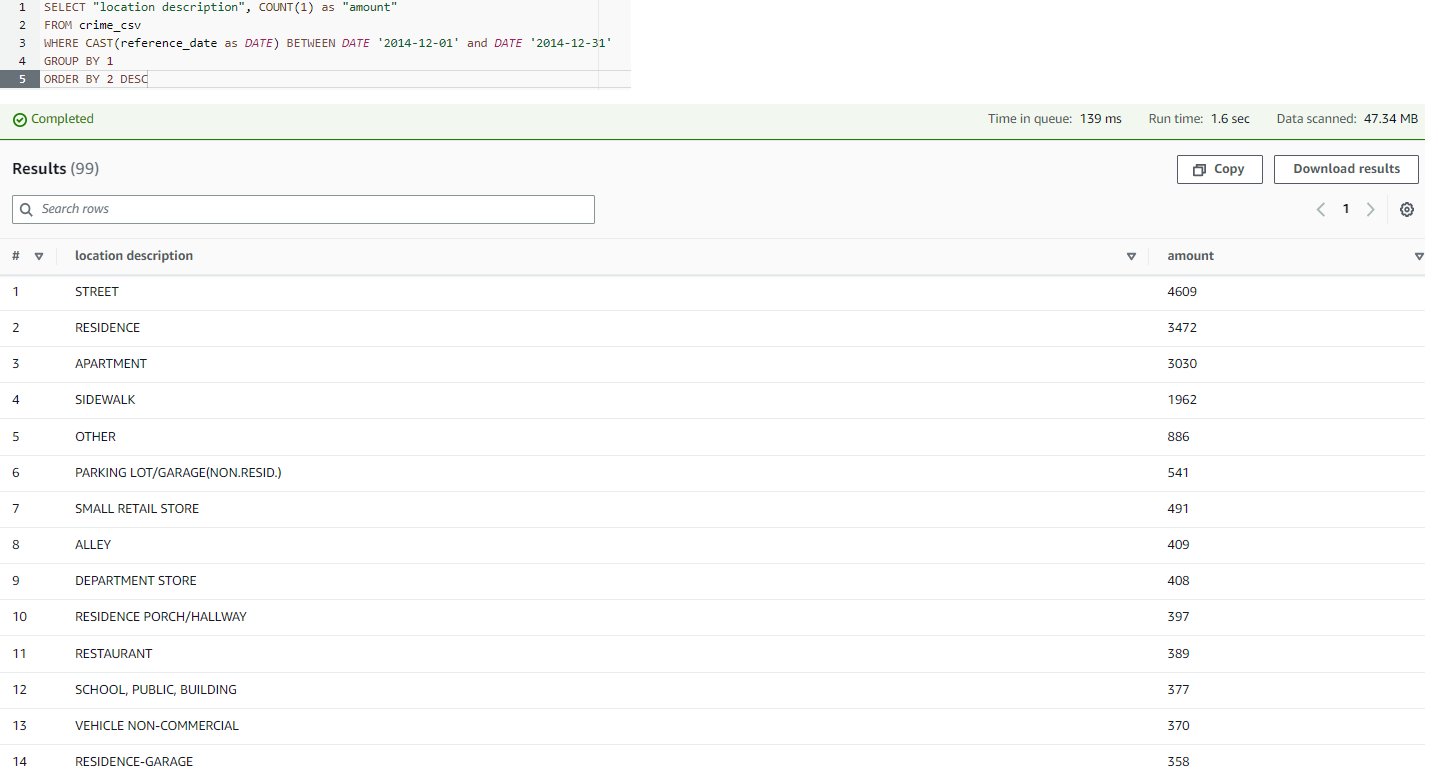 1 SELECT "location description", COUNT(1) as "amount"
2 FROM crime_csv
3 WHERE CAST(reference_date as DATE) BETWEEN DATE '2014-12-01' and DATE '2014-12-31'
4 GROUP BY 1
5 ORDER BY 2 DESC
Completed Time in queue: 139 ms Run time: 1.6 sec Data scanned: 47.34 MB
Results (99) Copy Download results
Search rows 1
# location description amount
1 STREET 4609
2 RESIDENCE 3472
3 APARTMENT 3030
4 SIDEWALK 1962
5 OTHER 886
6 PARKING LOT/GARAGE(NON.RESID.) 541
7 SMALL RETAIL STORE 491
8 ALLEY 409
9 DEPARTMENT STORE 408
10 RESIDENCE PORCH/HALLWAY 397
11 RESTAURANT 389
12 SCHOOL, PUBLIC, BUILDING 377
13 VEHICLE NON-COMMERCIAL 370
14 RESIDENCE-GARAGE 358